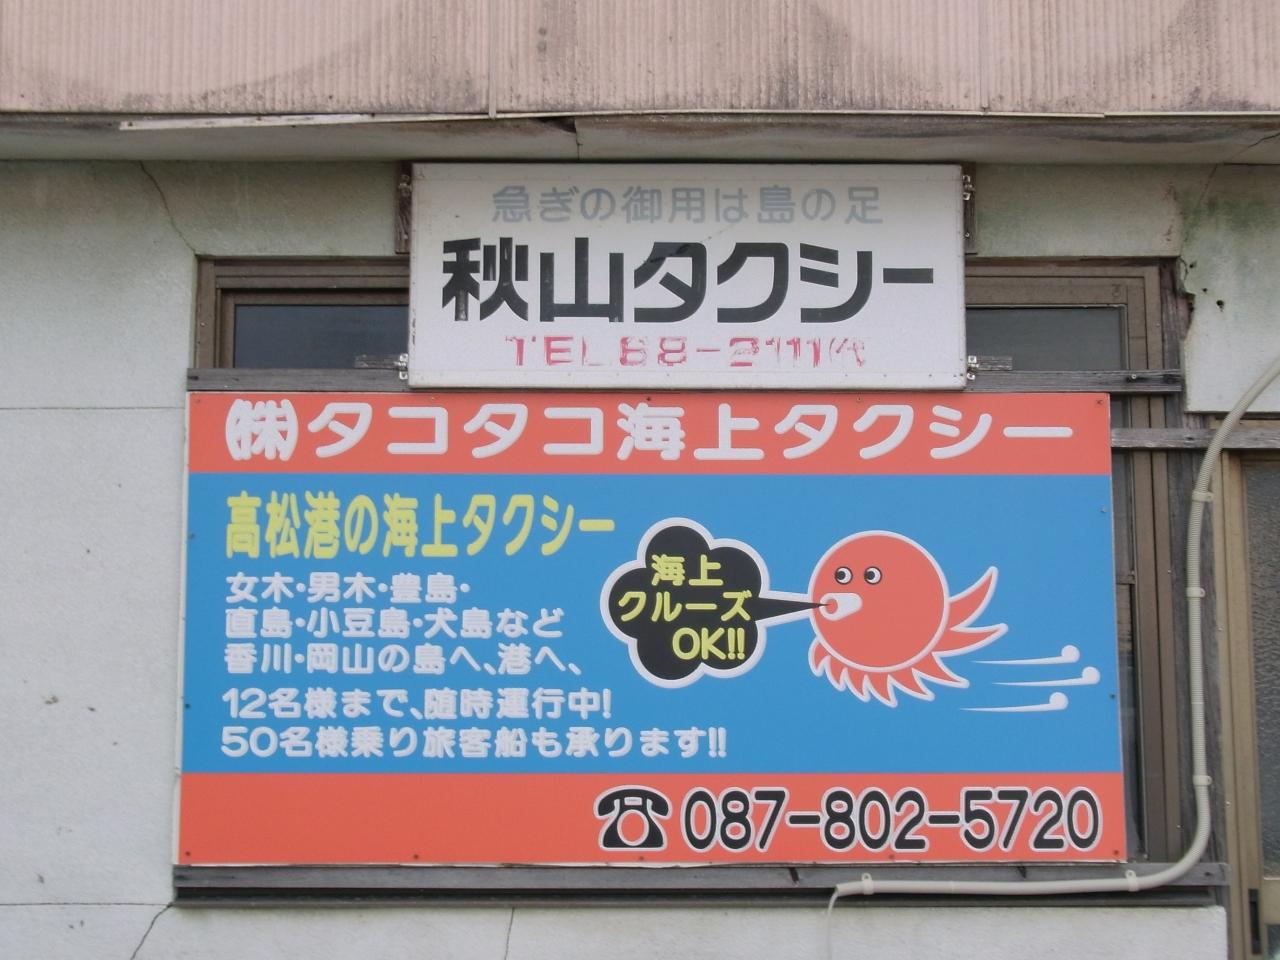 急ぎの御用は島の足
秋山タクシー
TEL 68-2111代
㈱タコタコ海上タクシー
高松港の海上タクシー
女木・男木・豊島・
直島・小豆島・犬島など
香川・岡山の島へ、港へ、
12名様まで、随時運行中!
50名様乗り旅客船も承ります!!
海上
クルーズ
OK!!
087-802-5720